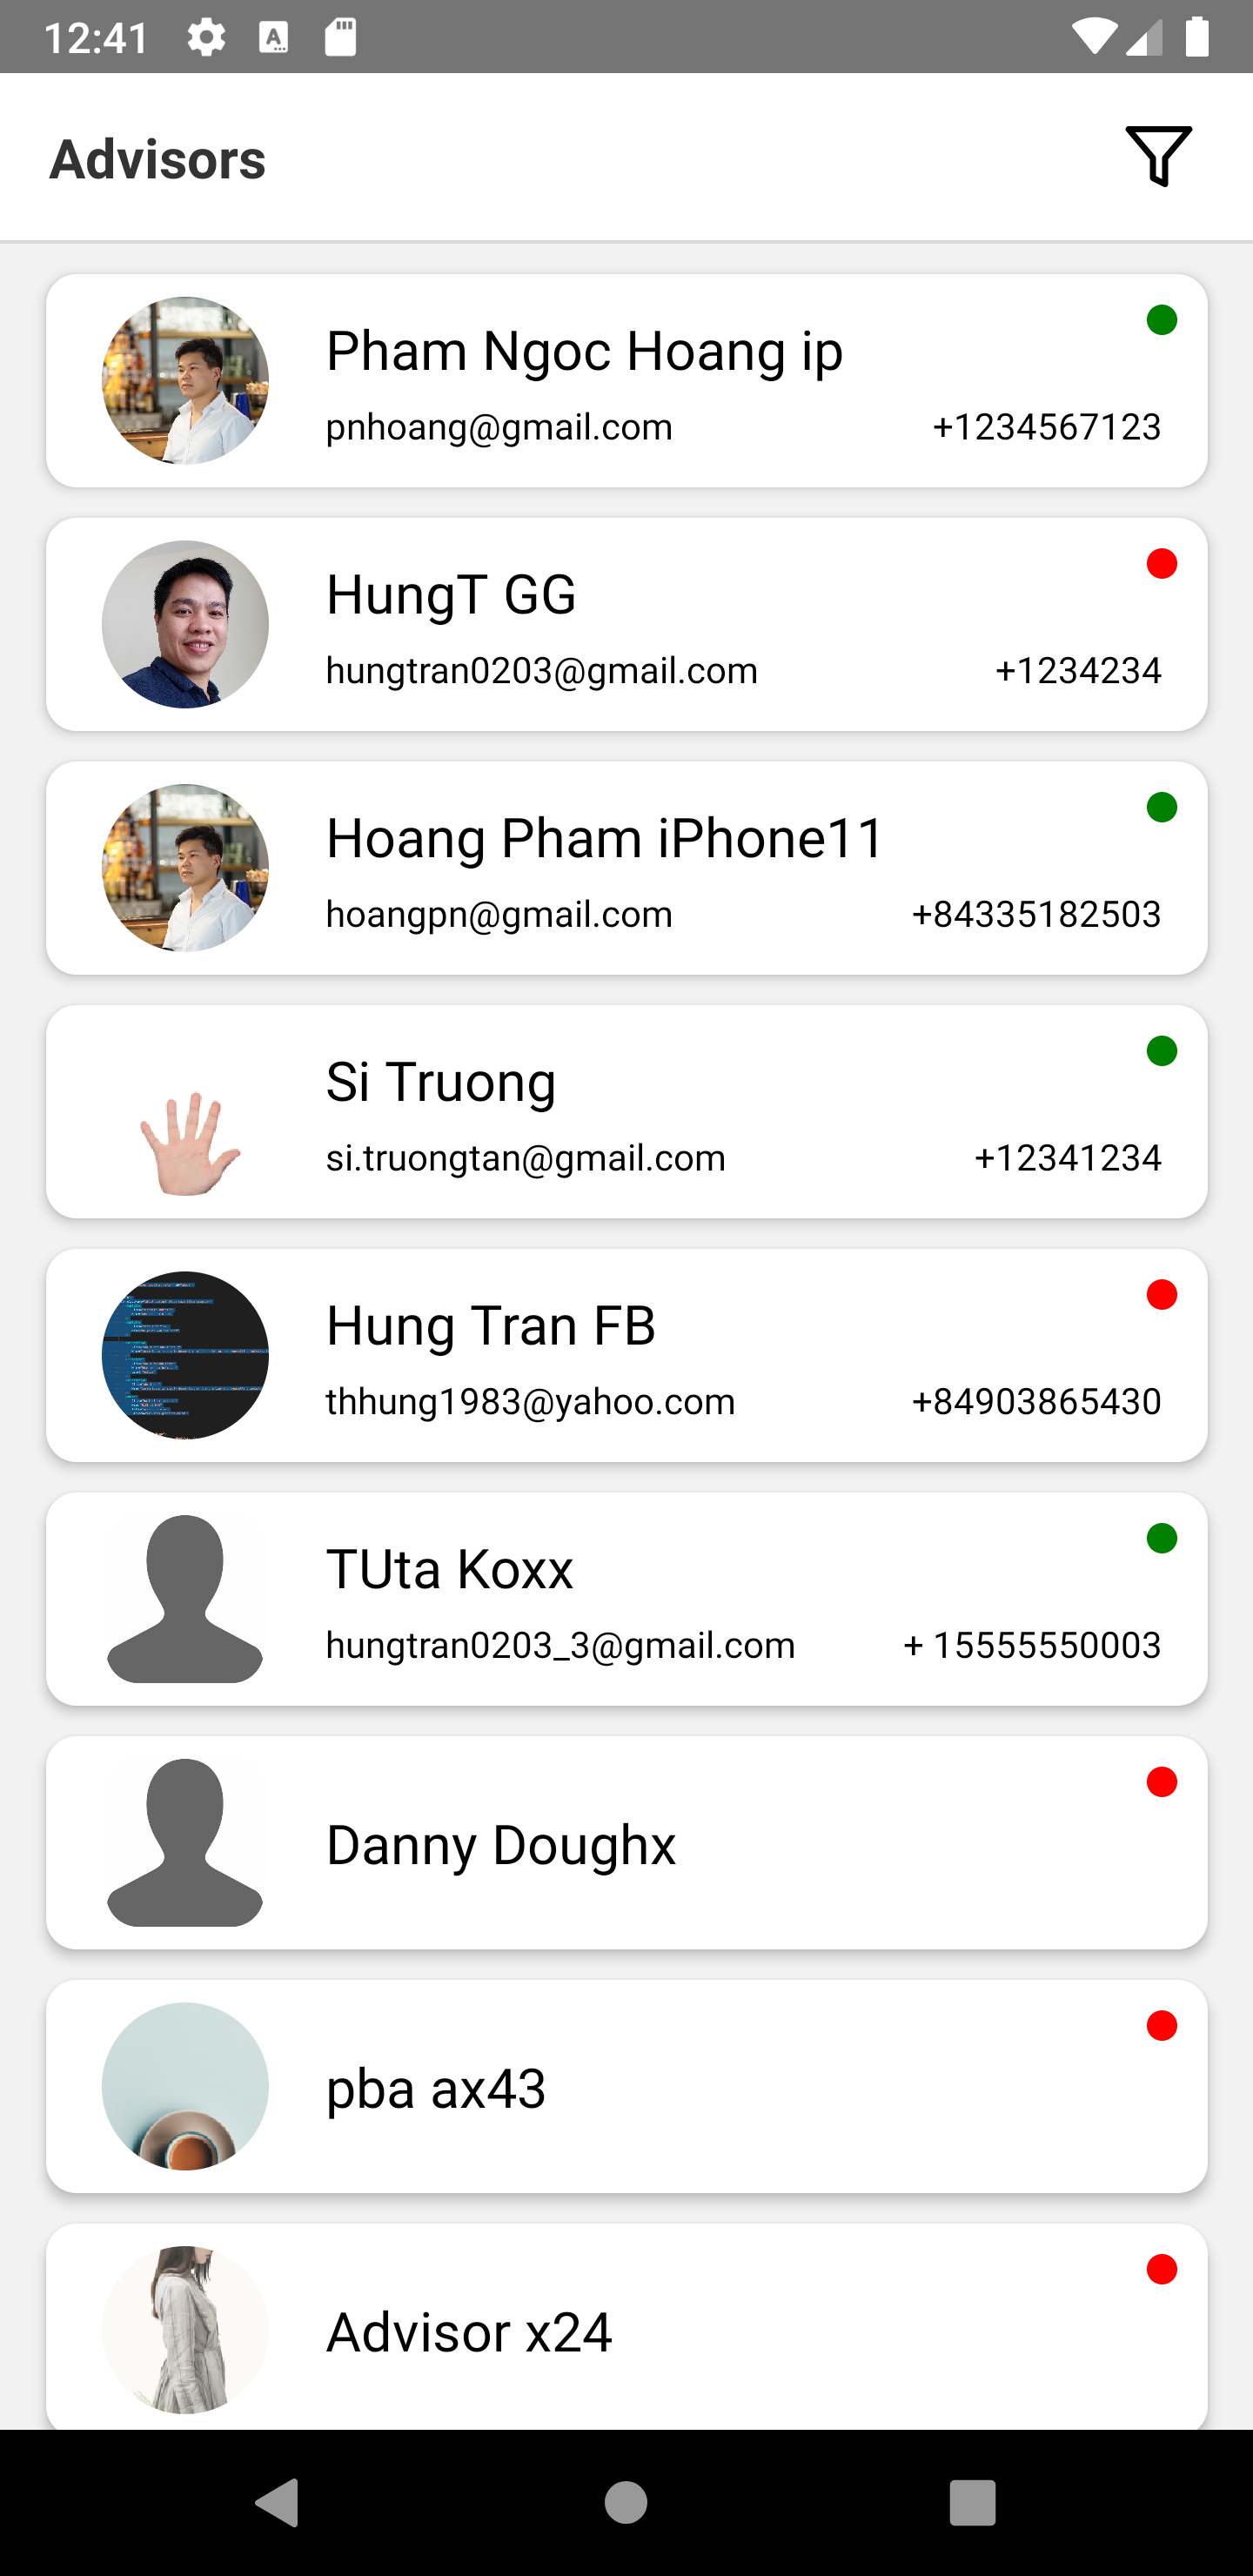 12:41
Advisors
Pham Ngoc Hoang ip
pnhoang@gmail.com +1234567123
HungT GG
hungtran0203@gmail.com +1234234
Hoang Pham iPhone11
hoangpn@gmail.com +84335182503
Si Truong
si.truongtan@gmail.com +12341234
Hung Tran FB
thhung1983@yahoo.com +84903865430
TUta Koxx
hungtran0203_3@gmail.com + 15555550003
Danny Doughx
pba ax43
Advisor x24